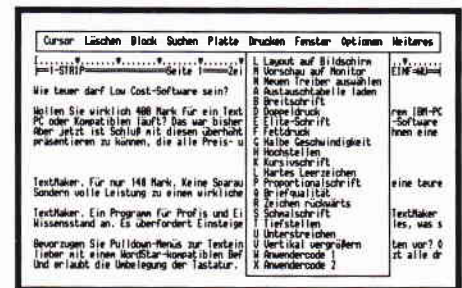 Cursor Löschen Block Suchen Platte Drucken Fenster Optionen Weiteres
1-STRIP Seite 1 Zei EINF=WU
L Layout auf Bildschirm
M Vorschau auf Monitor
N Neuen Treiber auswählen
A Austauschtabelle laden
B Breitschrift
D Doppeldruck
E Elite-Schrift
F Fettdruck
G Halbe Geschwindigkeit
H Hochstellen
K Kursivschrift
L Hartes Leerzeichen
P Proportionalschrift
Q Briefqualität
R Zeichen rückwärts
S Schmalschrift
T Tiefstellen
U Unterstreichen
V Vertikal vergrößern
W Anwendercode 1
X Anwendercode 2
Wie teuer darf Low Cost-Software sein?
Wollen Sie wirklich 400 Mark für ein Text rem IBM-PC
PC oder Kompatiblen läuft? Das war bisher -Software
Aber jetzt ist Schluß mit diesen überhöht hnen eine
präsentieren zu können, die alle Preis- u
TextMaker. Für nur 148 Mark. Keine Sparau eine teure
Sondern volle Leistung zu einem wirkliche
TextMaker. Ein Programm für Profis und Ei TextMaker
Wissensstand an. Es überfordert Einsteige les, was s
Bevorzugen Sie Pulldown-Menüs zur Textein ten vor? O
lieber mit einem WordStar-kompatiblen Bef zt alle dr
Und erlaubt die Umbelegung der Tastatur.